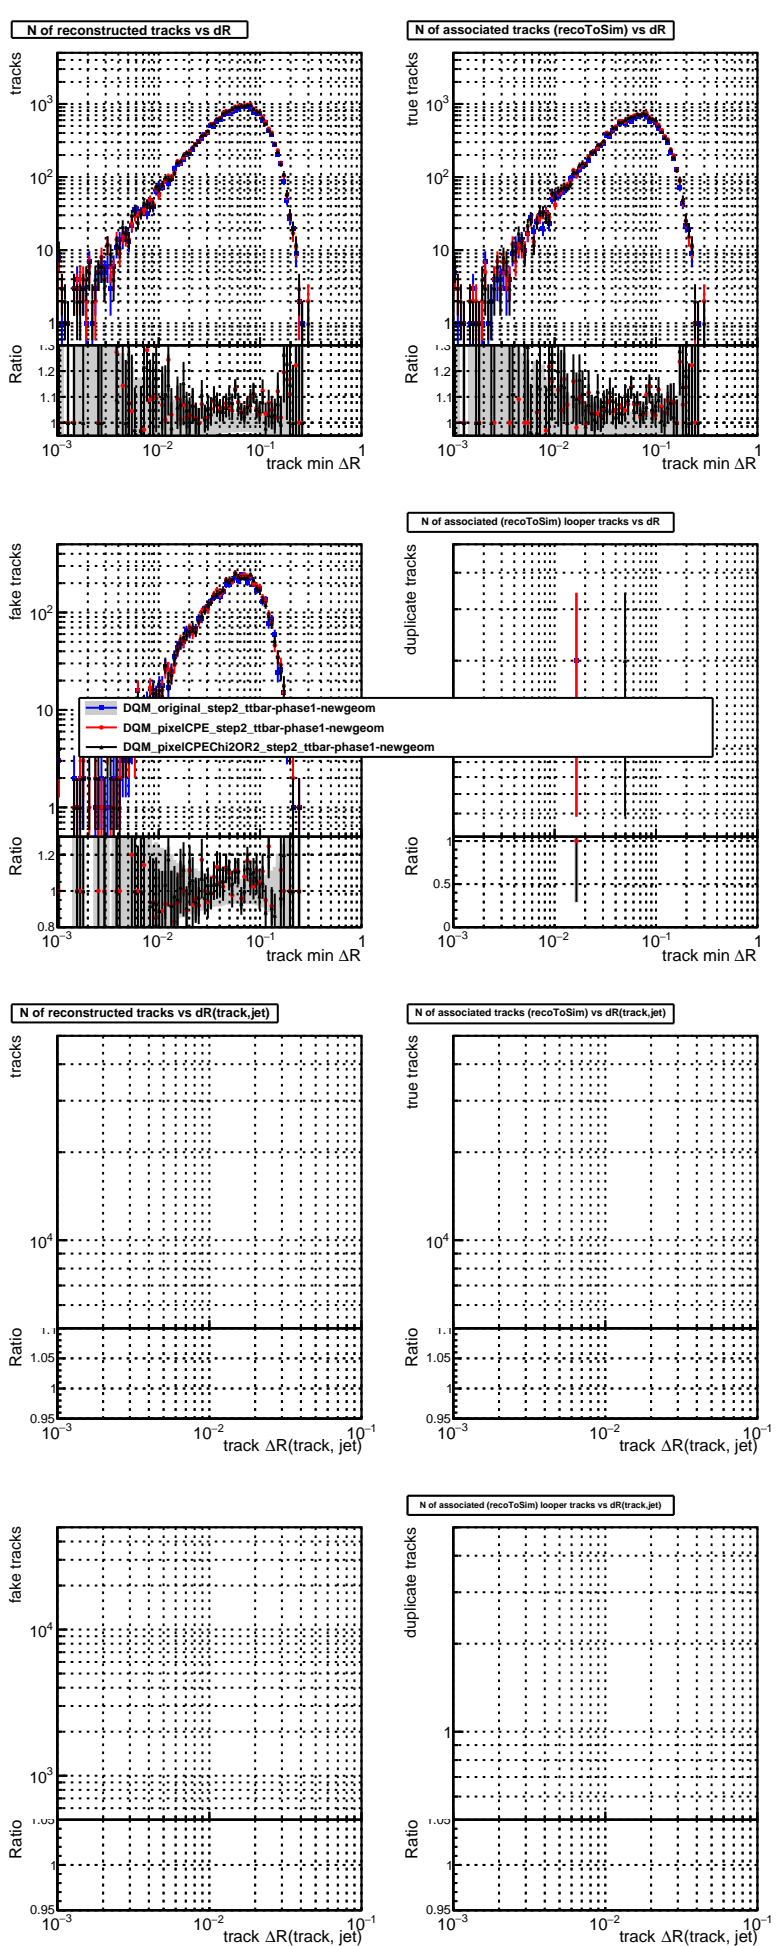 N of reconstructed tracks vs dR
tracks
10³
10²
10
1
Ratio
1.3
1.2
1.1
1
10⁻³ 10⁻² 10⁻¹ 1
track min ΔR
N of associated tracks (recoToSim) vs dR
true tracks
10³
10²
10
1
Ratio
1.3
1.2
1.1
1
10⁻³ 10⁻² 10⁻¹ 1
track min ΔR
fake tracks
10²
10
1
Ratio
1.2
1
0.8
10⁻³ 10⁻² 10⁻¹ 1
track min ΔR
N of associated (recoToSim) looper tracks vs dR
duplicate tracks
Ratio
1
0.5
0
10⁻³ 10⁻² 10⁻¹ 1
track min ΔR
DQM_original_step2_ttbar-phase1-newgeom
DQM_pixelCPE_step2_ttbar-phase1-newgeom
DQM_pixelCPEChi2OR2_step2_ttbar-phase1-newgeom
N of reconstructed tracks vs dR(track,jet)
tracks
10⁴
Ratio
1.1
1.05
1
0.95
10⁻³ 10⁻² 10⁻¹
track ΔR(track, jet)
N of associated tracks (recoToSim) vs dR(track,jet)
true tracks
10⁴
Ratio
1.1
1.05
1
0.95
10⁻³ 10⁻² 10⁻¹
track ΔR(track, jet)
fake tracks
10⁴
10³
Ratio
1.05
1
0.95
10⁻³ 10⁻² 10⁻¹
track ΔR(track, jet)
N of associated (recoToSim) looper tracks vs dR(track,jet)
duplicate tracks
1
Ratio
1.05
1
0.95
10⁻³ 10⁻² 10⁻¹
track ΔR(track, jet)